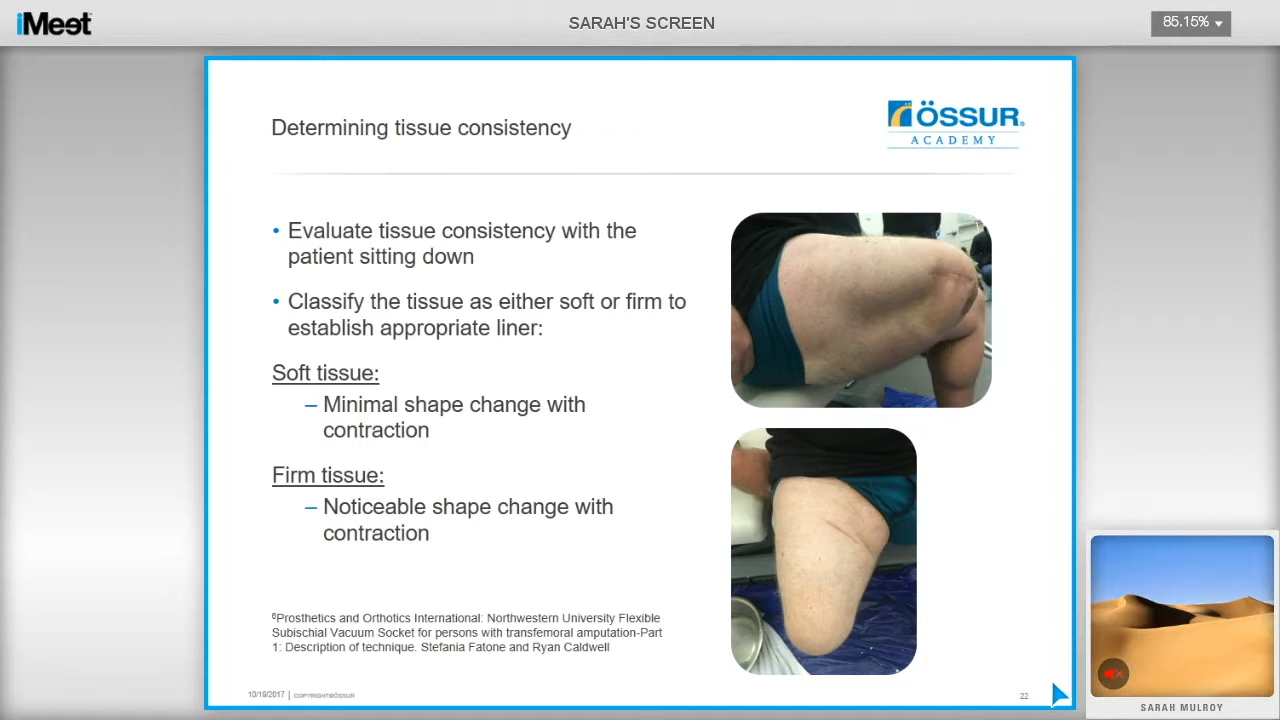 iMeet
SARAH'S SCREEN
85.15%
Determining tissue consistency
ÖSSUR®
ACADEMY
• Evaluate tissue consistency with the
patient sitting down
• Classify the tissue as either soft or firm to
establish appropriate liner:
Soft tissue:
– Minimal shape change with
contraction
Firm tissue:
– Noticeable shape change with
contraction
⁶Prosthetics and Orthotics International: Northwestern University Flexible
Subischial Vacuum Socket for persons with transfemoral amputation-Part
1: Description of technique. Stefania Fatone and Ryan Caldwell
10/19/2017 | COPYRIGHT©ÖSSUR
22
SARAH MULROY